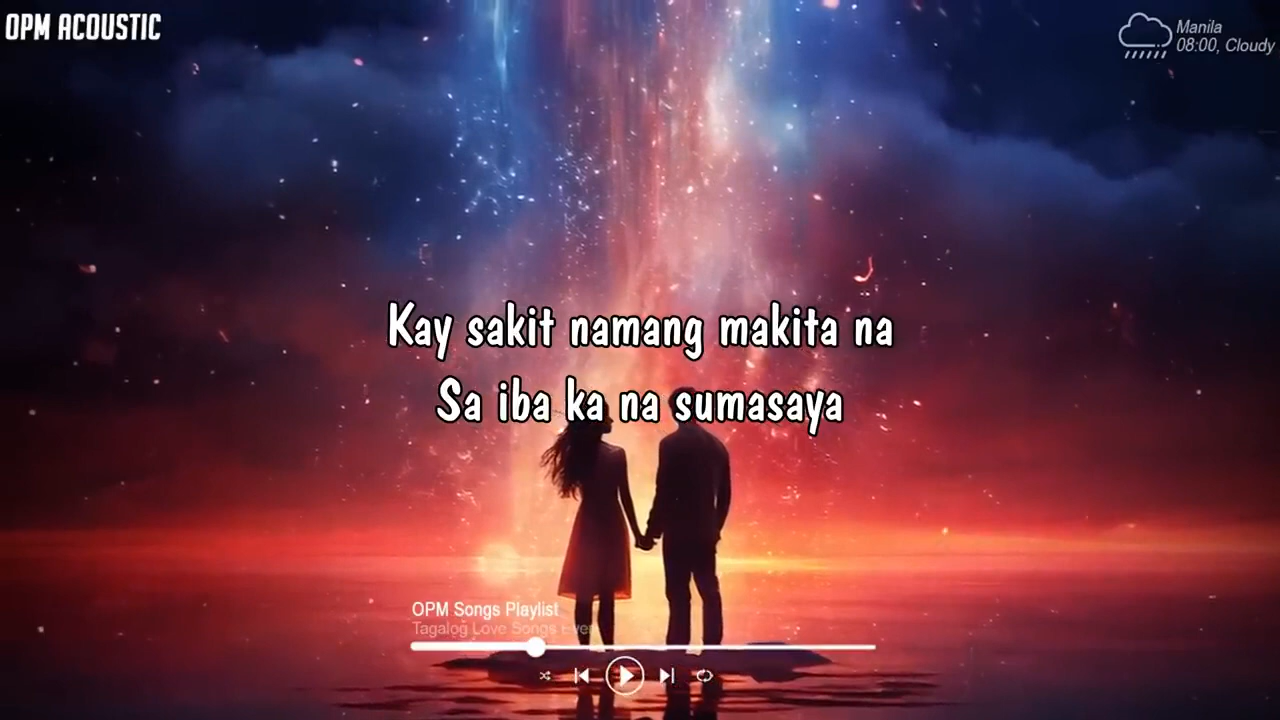 OPM ACOUSTIC
Manila
08:00, Cloudy
Kay sakit namang makita na
Sa iba ka na sumasaya
OPM Songs Playlist
Tagalog Love Songs Ever